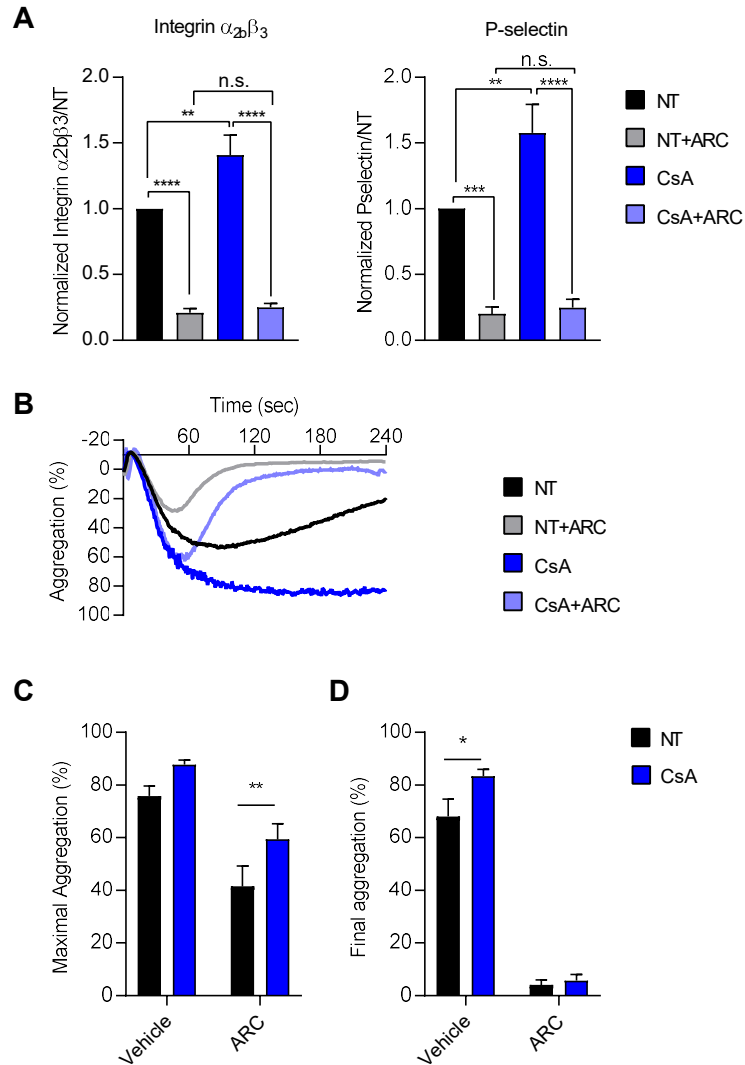 A
Integrin α2bβ3
P-selectin
Normalized Integrin α2bβ3/NT
2.0
1.5
1.0
0.5
0.0
n.s.
**
****
****
Normalized Pselectin/NT
2.0
1.5
1.0
0.5
0.0
n.s.
**
****
***
NT
NT+ARC
CsA
CsA+ARC
B
Time (sec)
60 120 180 240
Aggregation (%)
-20
0
20
40
60
80
100
NT
NT+ARC
CsA
CsA+ARC
C
Maximal Aggregation (%)
100
80
60
40
20
0
**
Vehicle
ARC
D
Final aggregation (%)
100
80
60
40
20
0
*
Vehicle
ARC
NT
CsA